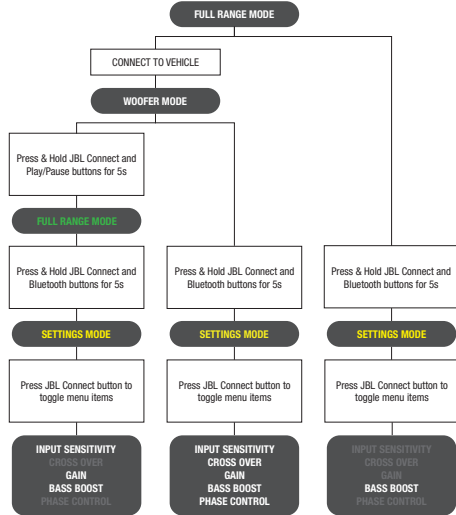 FULL RANGE MODE
CONNECT TO VEHICLE
WOOFER MODE
Press & Hold JBL Connect and
Play/Pause buttons for 5s
FULL RANGE MODE
Press & Hold JBL Connect and
Bluetooth buttons for 5s
Press & Hold JBL Connect and
Bluetooth buttons for 5s
Press & Hold JBL Connect and
Bluetooth buttons for 5s
SETTINGS MODE
SETTINGS MODE
SETTINGS MODE
Press JBL Connect button to
toggle menu items
Press JBL Connect button to
toggle menu items
Press JBL Connect button to
toggle menu items
INPUT SENSITIVITY
CROSS OVER
GAIN
BASS BOOST
PHASE CONTROL
INPUT SENSITIVITY
CROSS OVER
GAIN
BASS BOOST
PHASE CONTROL
INPUT SENSITIVITY
CROSS OVER
GAIN
BASS BOOST
PHASE CONTROL